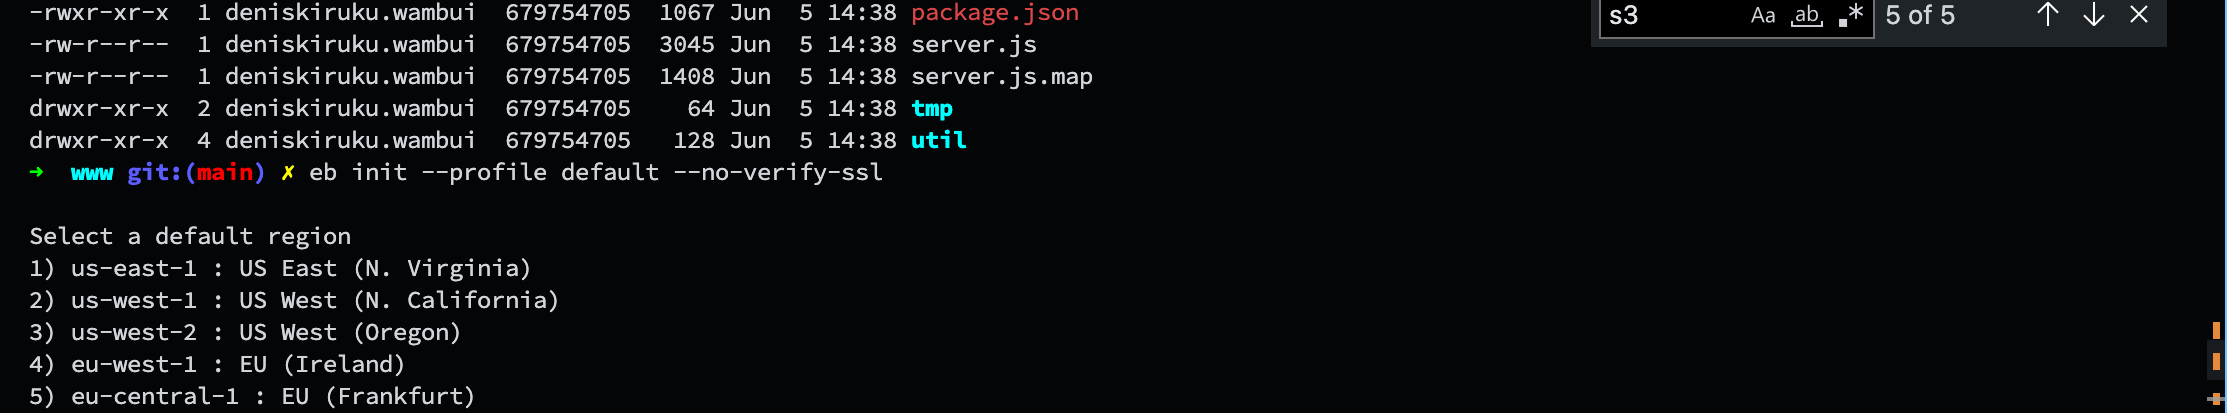 -rwxr-xr-x  1 deniskiruku.wambui  679754705  1067 Jun  5 14:38 package.json
s3 Aa ab .* 5 of 5
-rw-r--r--  1 deniskiruku.wambui  679754705  3045 Jun  5 14:38 server.js
-rw-r--r--  1 deniskiruku.wambui  679754705  1408 Jun  5 14:38 server.js.map
drwxr-xr-x  2 deniskiruku.wambui  679754705    64 Jun  5 14:38 tmp
drwxr-xr-x  4 deniskiruku.wambui  679754705   128 Jun  5 14:38 util
➜  www git:(main) ✗ eb init --profile default --no-verify-ssl
Select a default region
1) us-east-1 : US East (N. Virginia)
2) us-west-1 : US West (N. California)
3) us-west-2 : US West (Oregon)
4) eu-west-1 : EU (Ireland)
5) eu-central-1 : EU (Frankfurt)